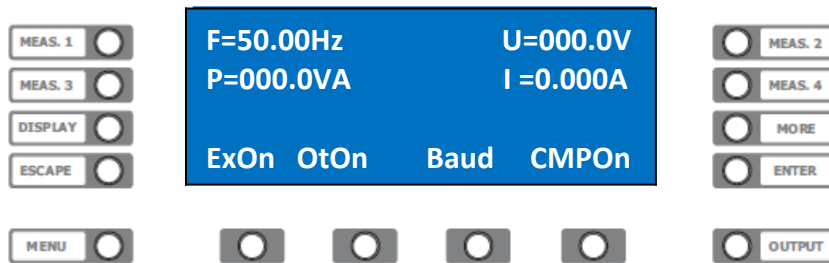 MEAS. 1 F=50.00Hz U=000.0V MEAS. 2
MEAS. 3 P=000.0VA I =0.000A MEAS. 4
DISPLAY MORE
ESCAPE ExOn OtOn Baud CMPOn ENTER
MENU OUTPUT